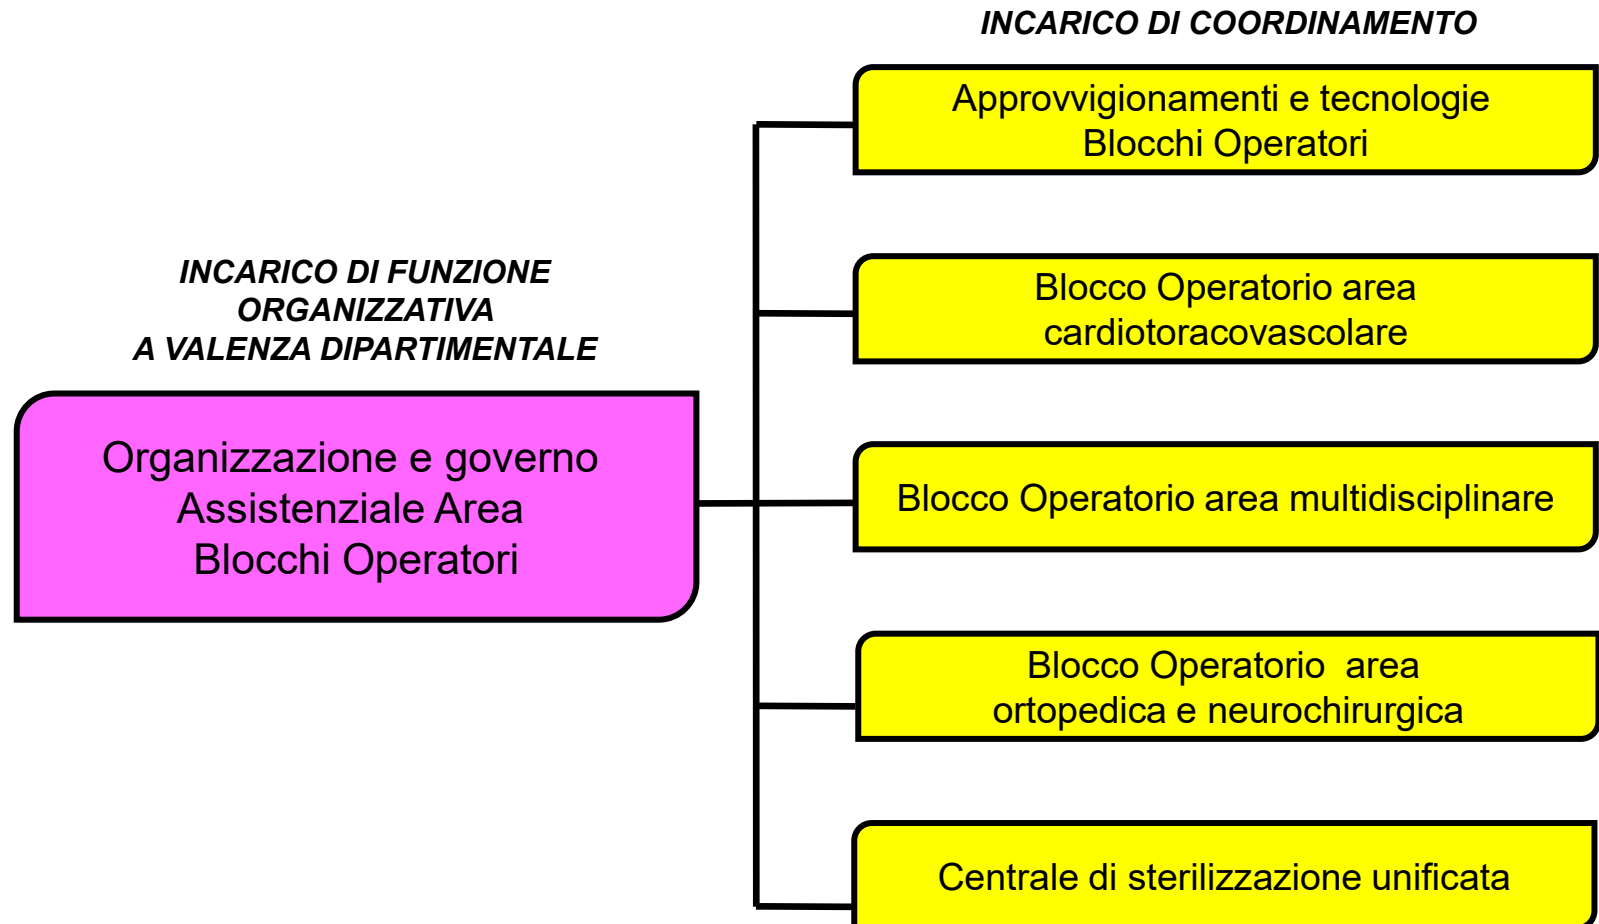 INCARICO DI COORDINAMENTO
Approvvigionamenti e tecnologie
Blocchi Operatori
Blocco Operatorio area
cardiotoracovascolare
INCARICO DI FUNZIONE
ORGANIZZATIVA
A VALENZA DIPARTIMENTALE
Organizzazione e governo
Assistenziale Area
Blocchi Operatori
Blocco Operatorio area multidisciplinare
Blocco Operatorio area
ortopedica e neurochirurgica
Centrale di sterilizzazione unificata